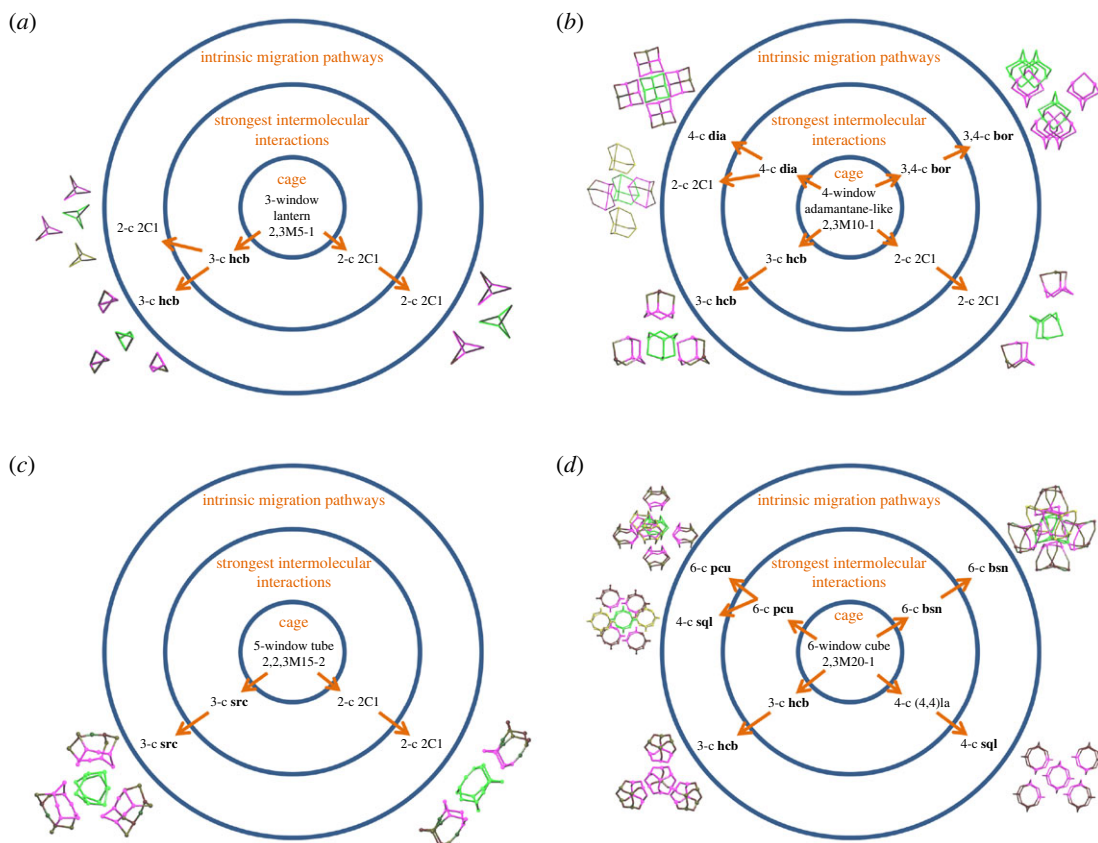 (a)
intrinsic migration pathways
strongest intermolecular
interactions
cage
3-window
lantern
2,3M5-1
2-c 2C1
3-c hcb
2-c 2C1
3-c hcb
2-c 2C1
(b)
intrinsic migration pathways
strongest intermolecular
interactions
4-c dia
3,4-c bor
cage
4-c dia
3,4-c bor
2-c 2C1
4-window
adamantane-like
2,3M10-1
3-c hcb
2-c 2C1
3-c hcb
2-c 2C1
(c)
intrinsic migration pathways
strongest intermolecular
interactions
cage
5-window tube
2,2,3M15-2
3-c src
2-c 2C1
3-c src
2-c 2C1
(d)
intrinsic migration pathways
strongest intermolecular
interactions
6-c pcu
6-c bsn
cage
6-c pcu
6-c bsn
4-c sql
6-window cube
2,3M20-1
3-c hcb
4-c (4,4)la
3-c hcb
4-c sql